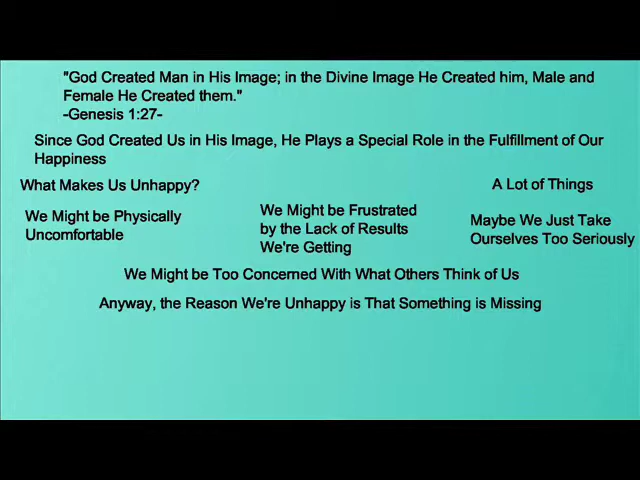 "God Created Man in His Image; in the Divine Image He Created him, Male and
Female He Created them."
-Genesis 1:27-
Since God Created Us in His Image, He Plays a Special Role in the Fulfillment of Our
Happiness
What Makes Us Unhappy?
A Lot of Things
We Might be Physically
Uncomfortable
We Might be Frustrated
by the Lack of Results
We're Getting
Maybe We Just Take
Ourselves Too Seriously
We Might be Too Concerned With What Others Think of Us
Anyway, the Reason We're Unhappy is That Something is Missing